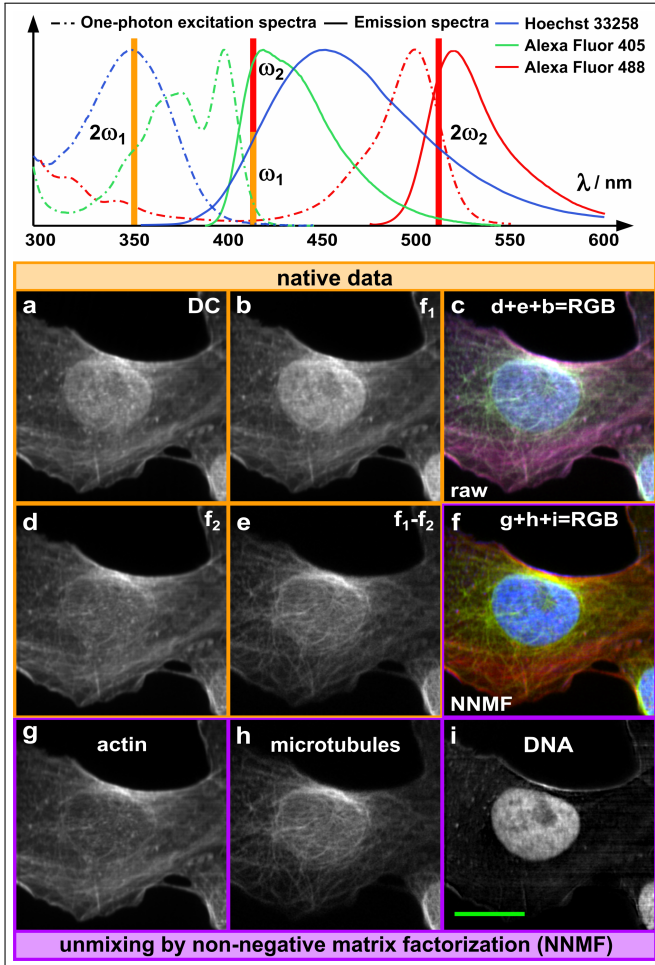 One-photon excitation spectra Emission spectra Hoechst 33258
Alexa Fluor 405
Alexa Fluor 488
2ω1 ω2 ω1 2ω2
λ / nm
300 350 400 450 500 550 600
native data
a DC b f1 c d+e+b=RGB
raw
d f2 e f1-f2 f g+h+i=RGB
NNMF
g actin h microtubules i DNA
unmixing by non-negative matrix factorization (NNMF)